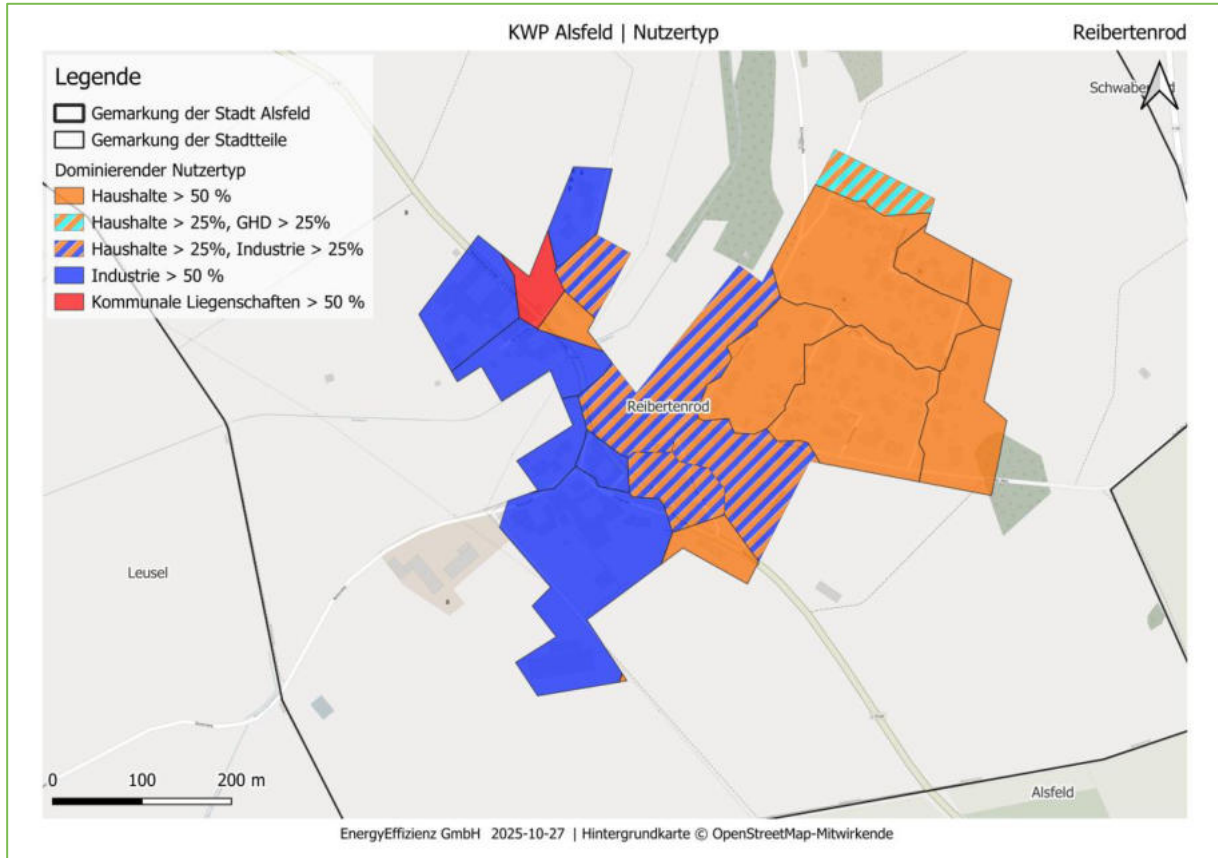 KWP Alsfeld | Nutzertyp
Reibertenrod
Legende
Gemarkung der Stadt Alsfeld
Gemarkung der Stadtteile
Dominierender Nutzertyp
Haushalte > 50 %
Haushalte > 25%, GHD > 25%
Haushalte > 25%, Industrie > 25%
Industrie > 50 %
Kommunale Liegenschaften > 50 %
Reibertenrod
Leusel
0 100 200 m
Alsfeld
EnergyEffizienz GmbH 2025-10-27 | Hintergrundkarte © OpenStreetMap-Mitwirkende